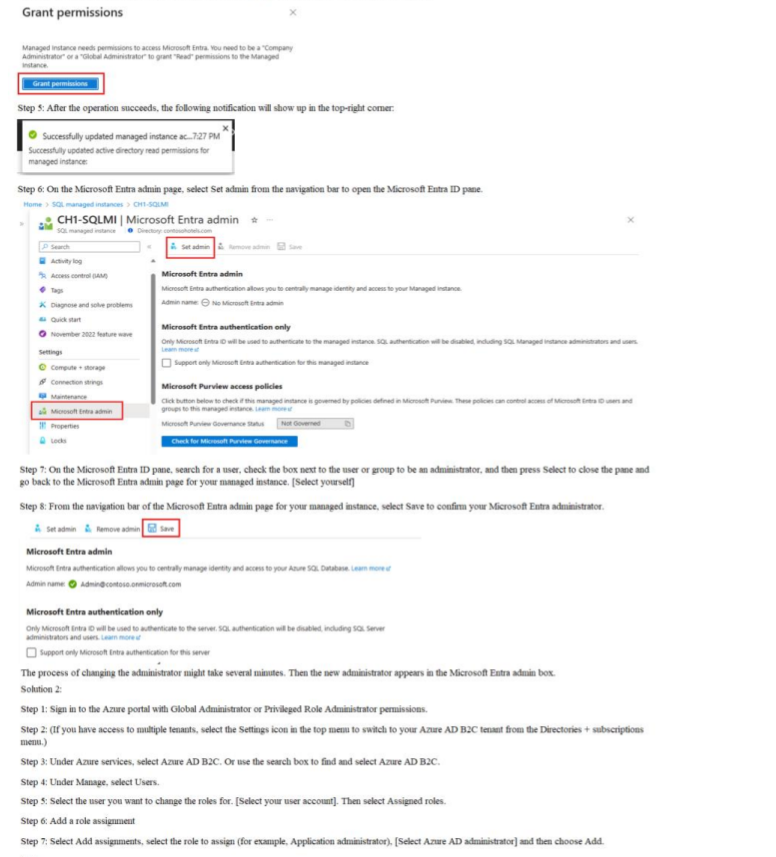 Grant permissions
Managed Instance needs permissions to access Microsoft Entra. You need to be a "Company
Administrator" or a "Global Administrator" to grant "Read" permissions to the Managed
Instance.
Grant permissions
Step 5: After the operation succeeds, the following notification will show up in the top-right corner:
Successfully updated managed instance ac...7:27 PM
Successfully updated active directory read permissions for
managed instance:
Step 6: On the Microsoft Entra admin page, select Set admin from the navigation bar to open the Microsoft Entra ID pane.
Home > SQL managed instances > CH1-SQLMI
CH1-SQLMI | Microsoft Entra admin
SQL managed instance
Directory: contosohotels.com
Search
Set admin
Remove admin
Save
Activity log
Access control (IAM)
Tags
Diagnose and solve problems
Quick start
November 2022 feature wave
Settings
Compute + storage
Connection strings
Maintenance
Microsoft Entra admin
Properties
Locks
Microsoft Entra admin
Microsoft Entra authentication allows you to centrally manage identity and access to your Managed Instance.
Admin name: No Microsoft Entra admin
Microsoft Entra authentication only
Only Microsoft Entra ID will be used to authenticate to the managed instance. SQL authentication will be disabled, including SQL Managed Instance administrators and users.
Learn more
Support only Microsoft Entra authentication for this managed instance
Microsoft Purview access policies
Click button below to check if this managed instance is governed by policies defined in Microsoft Purview. These policies can control access of Microsoft Entra ID users and
groups to this managed instance. Learn more
Microsoft Purview Governance Status Not Governed
Check for Microsoft Purview Governance
Step 7: On the Microsoft Entra ID pane, search for a user, check the box next to the user or group to be an administrator, and then press Select to close the pane and
go back to the Microsoft Entra admin page for your managed instance. [Select yourself]
Step 8: From the navigation bar of the Microsoft Entra admin page for your managed instance, select Save to confirm your Microsoft Entra administrator.
Set admin Remove admin Save
Microsoft Entra admin
Microsoft Entra authentication allows you to centrally manage identity and access to your Azure SQL Database. Learn more
Admin name: Admin@contoso.onmicrosoft.com
Microsoft Entra authentication only
Only Microsoft Entra ID will be used to authenticate to the server. SQL authentication will be disabled, including SQL Server
administrators and users. Learn more
Support only Microsoft Entra authentication for this server
The process of changing the administrator might take several minutes. Then the new administrator appears in the Microsoft Entra admin box.
Solution 2:
Step 1: Sign in to the Azure portal with Global Administrator or Privileged Role Administrator permissions.
Step 2: (If you have access to multiple tenants, select the Settings icon in the top menu to switch to your Azure AD B2C tenant from the Directories + subscriptions
menu.)
Step 3: Under Azure services, select Azure AD B2C. Or use the search box to find and select Azure AD B2C.
Step 4: Under Manage, select Users.
Step 5: Select the user you want to change the roles for. [Select your user account]. Then select Assigned roles.
Step 6: Add a role assignment
Step 7: Select Add assignments, select the role to assign (for example, Application administrator), [Select Azure AD administrator] and then choose Add.